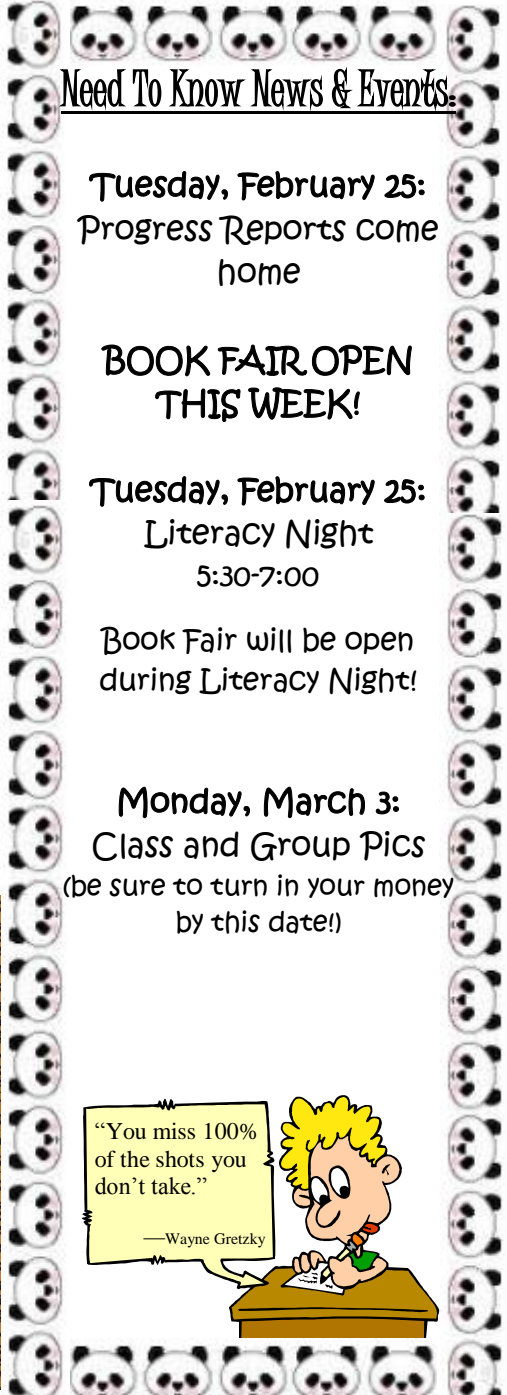 Need To Know News & Events:
Tuesday, February 25:
Progress Reports come
home
BOOK FAIR OPEN
THIS WEEK!
Tuesday, February 25:
Literacy Night
5:30-7:00
Book Fair will be open
during Literacy Night!
Monday, March 3:
Class and Group Pics
(be sure to turn in your money
by this date!)
“You miss 100%
of the shots you
don’t take.”
—Wayne Gretzky